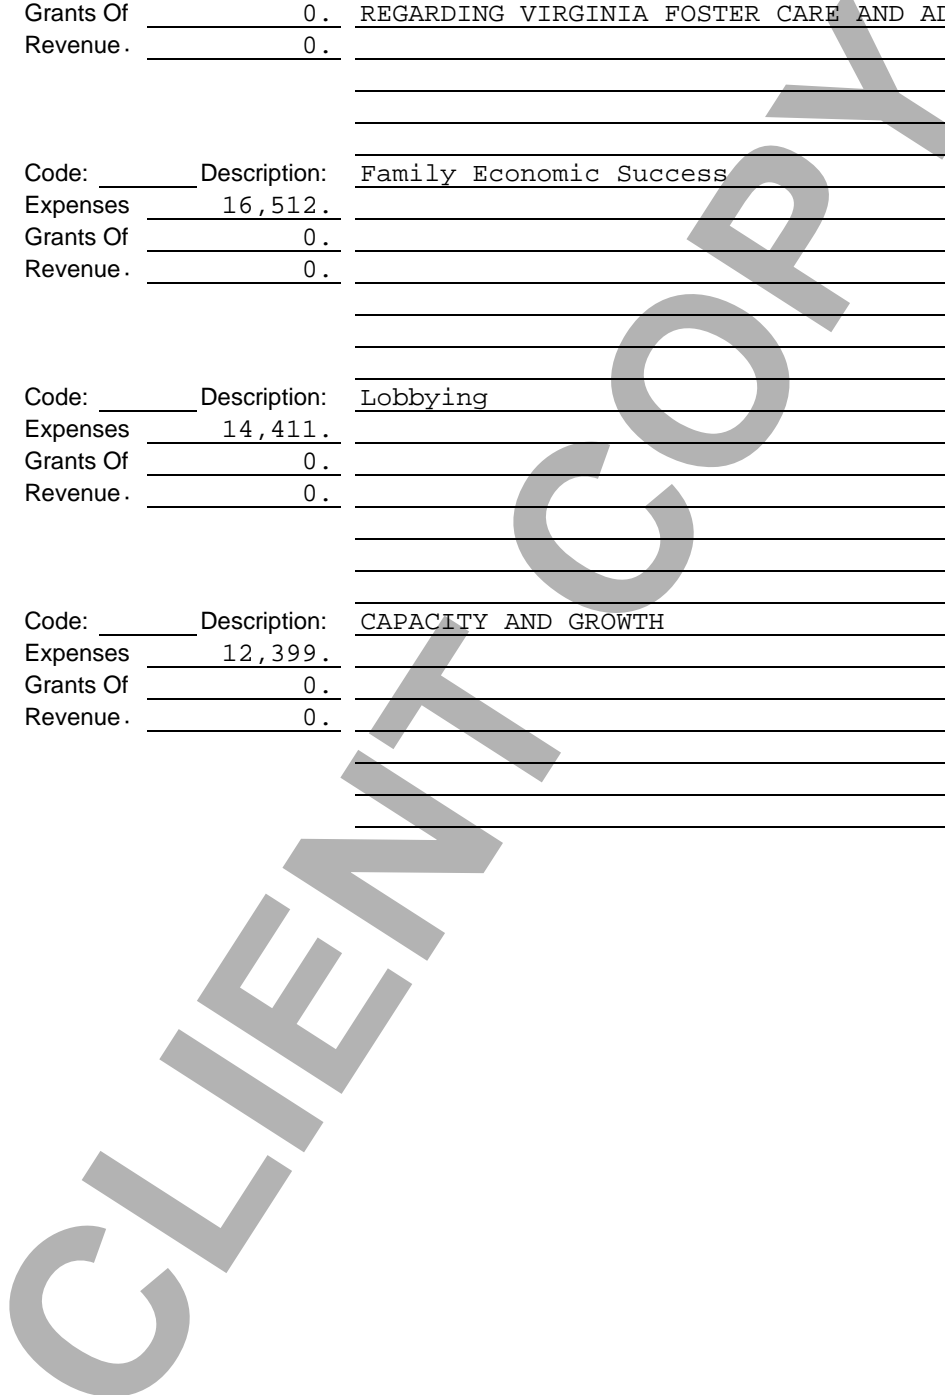 Grants Of 0. REGARDING VIRGINIA FOSTER CARE AND
Revenue. 0.
Code: Description: Family Economic Success
Expenses 16,512.
Grants Of 0.
Revenue. 0.
Code: Description: Lobbying
Expenses 14,411.
Grants Of 0.
Revenue. 0.
Code: Description: CAPACITY AND GROWTH
Expenses 12,399.
Grants Of 0.
Revenue. 0.
CLIENT COPY